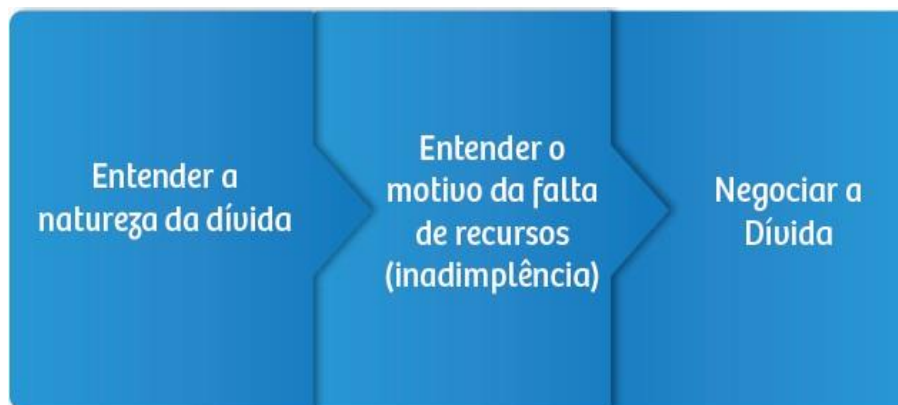 Entender a
natureza da dívida
Entender o
motivo da falta
de recursos
(inadimplência)
Negociar a
Dívida